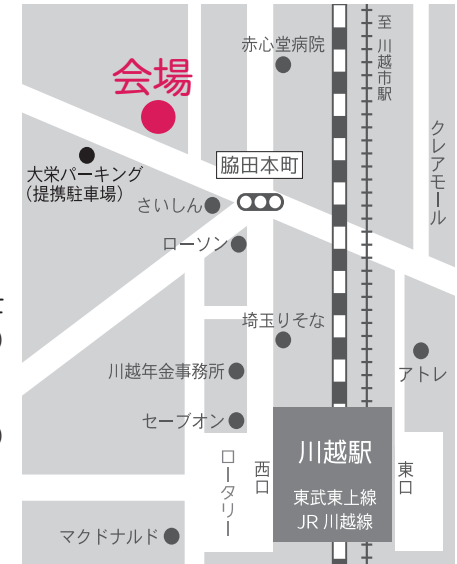 赤心堂病院
至 川越市駅
会場
クレアモール
脇田本町
大栄パーキング
(提携駐車場)
さいしん
ローソン
埼玉りそな
川越年金事務所
アトレ
セーブオン
川越駅
東武東上線
JR 川越線
ロータリー
西口
東口
マクドナルド